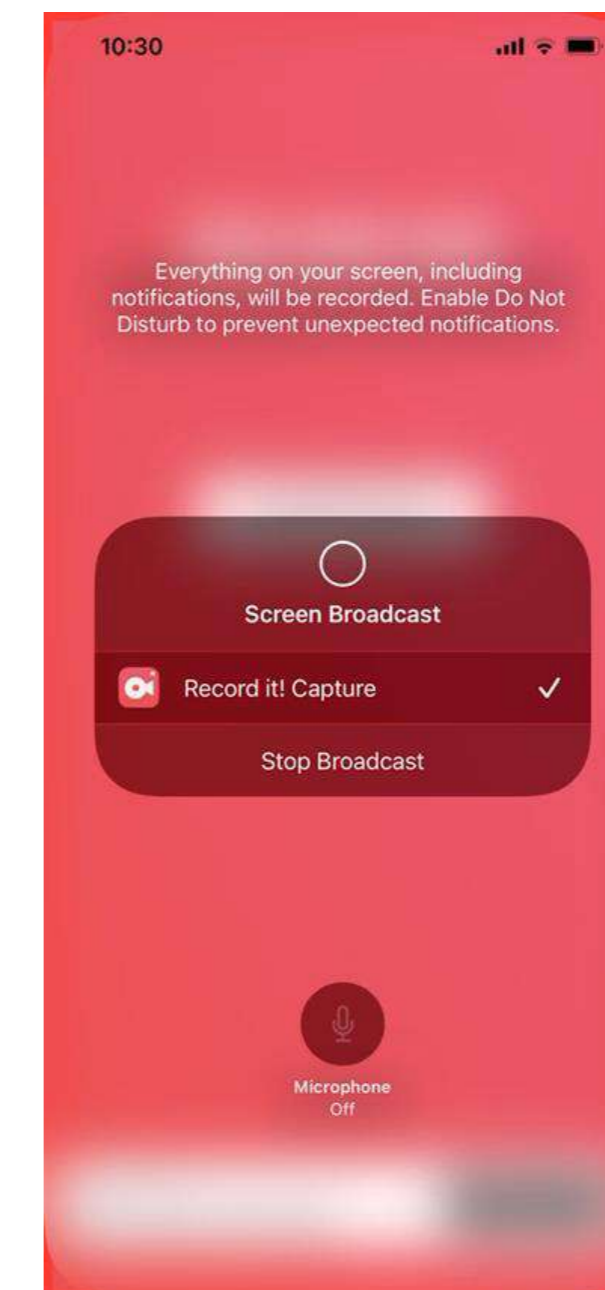 10:30
Everything on your screen, including
notifications, will be recorded. Enable Do Not
Disturb to prevent unexpected notifications.
Screen Broadcast
Record it! Capture
Stop Broadcast
Microphone
Off